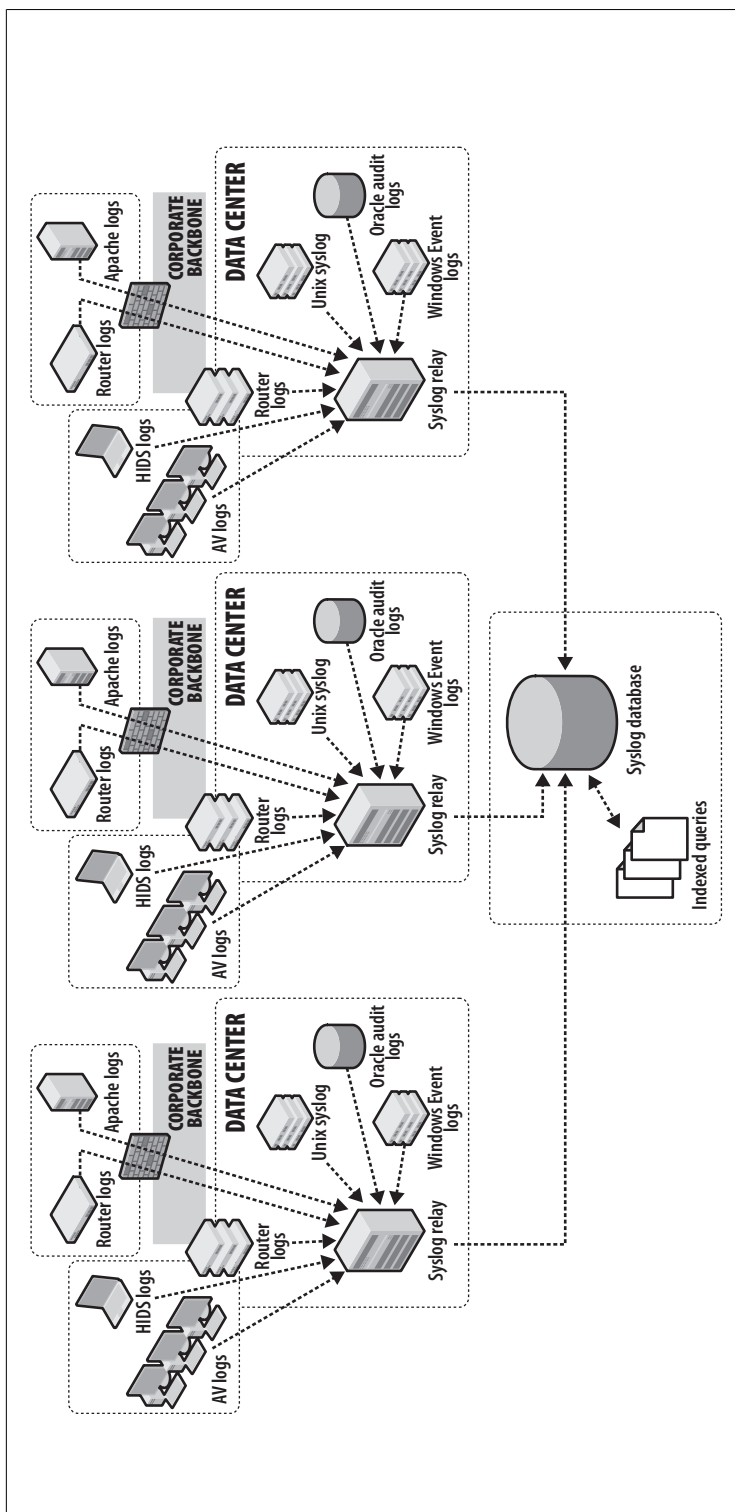 Router logs
Apache logs
CORPORATE
BACKBONE
HIDS logs
AV logs
Router
logs
DATA CENTER
Unix syslog
Oracle audit
logs
Windows Event
logs
Syslog relay
Router logs
Apache logs
CORPORATE
BACKBONE
HIDS logs
AV logs
Router
logs
DATA CENTER
Unix syslog
Oracle audit
logs
Windows Event
logs
Syslog relay
Router logs
Apache logs
CORPORATE
BACKBONE
HIDS logs
AV logs
Router
logs
DATA CENTER
Unix syslog
Oracle audit
logs
Windows Event
logs
Syslog relay
Indexed queries
Syslog database